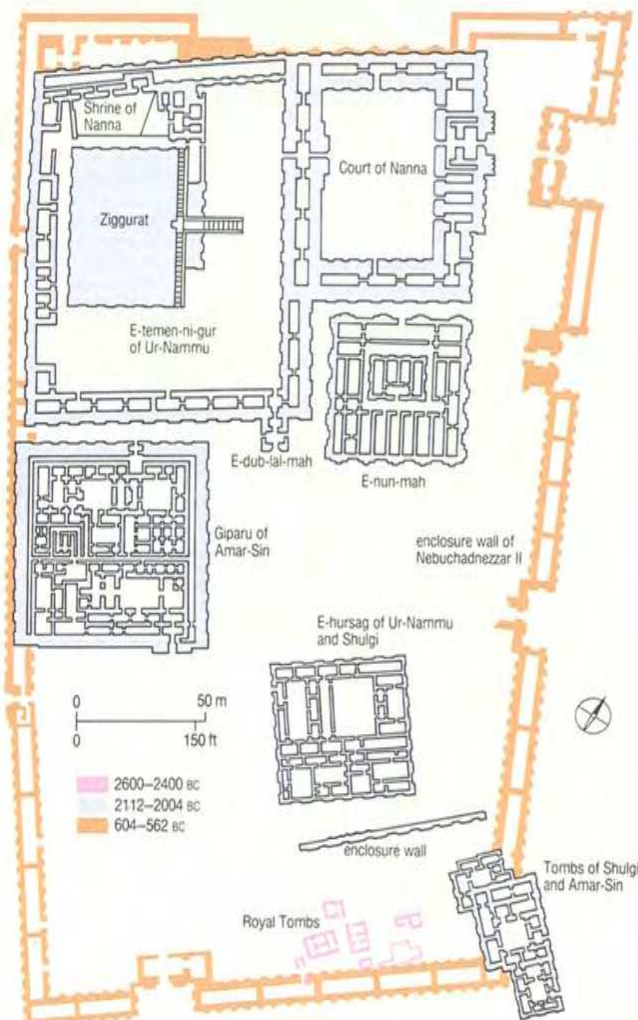 Shrine of
Nanna
Court of Nanna
Ziggurat
E-temen-ni-gur
of Ur-Nammu
E-dub-lal-mah
E-nun-mah
Giparu of
Amar-Sin
enclosure wall of
Nebuchadnezzar II
E-hursag of Ur-Nammu
and Shulgi
0 50 m
0 150 ft
2600–2400 BC
2112–2004 BC
604–562 BC
enclosure wall
Tombs of Shulgi
and Amar-Sin
Royal Tombs